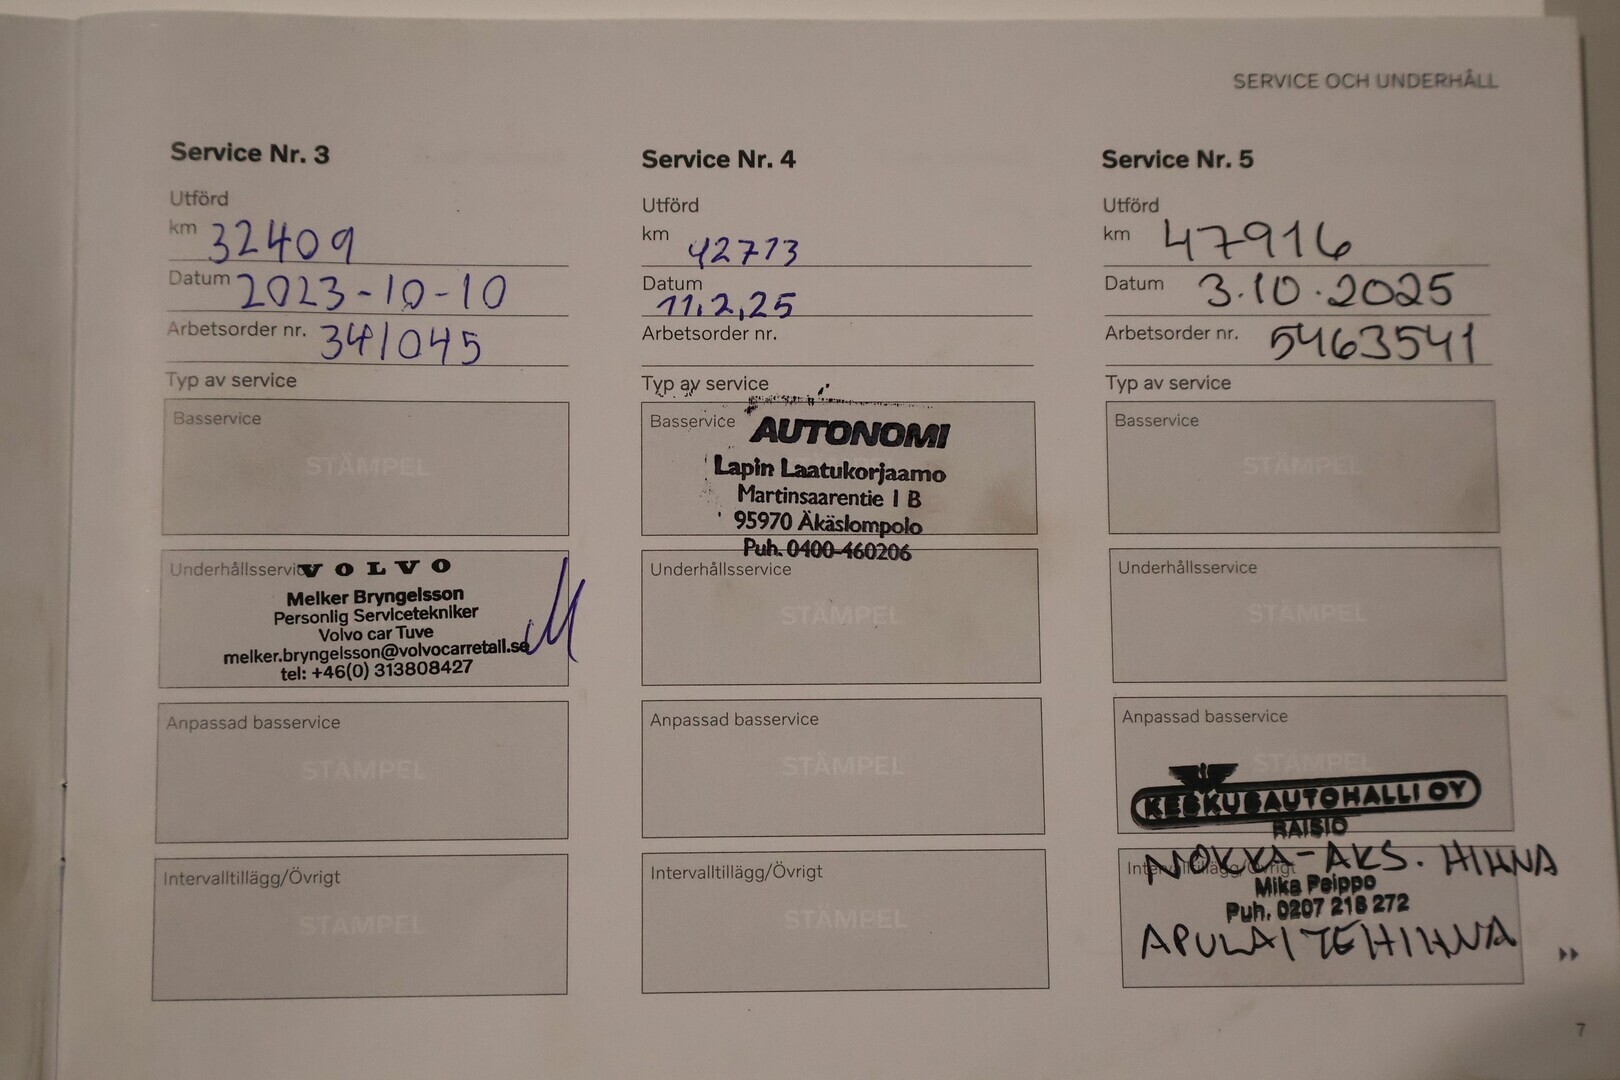 SERVICE OCH UNDERHÅLL
Service Nr. 3
Utförd
km 32409
Datum 2023-10-10
Arbetsorder nr. 341045
Typ av service
Basservice
STÄMPEL
Underhållsservic VOLVO
Melker Bryngelsson
Personlig Servicetekniker
Volvo car Tuve
melker.bryngelsson@volvocarretail.se
tel: +46(0) 313808427
Anpassad basservice
STÄMPEL
Intervalltillägg/Övrigt
STÄMPEL
Service Nr. 4
Utförd
km 42773
Datum
11.2,25
Arbetsorder nr.
Typ av service
Basservice
AUTONOMI
Lapin Laatukorjaamo
Martinsaarentie 1 B
95970 Äkäslompolo
Puh. 0400-460206
Underhållsservice
STÄMPEL
Anpassad basservice
STÄMPEL
Intervalltillägg/Övrigt
STÄMPEL
Service Nr. 5
Utförd
km 47916
Datum 3.10.2025
Arbetsorder nr. 5463541
Typ av service
Basservice
STÄMPEL
Underhållsservice
STÄMPEL
Anpassad basservice
STÄMPEL
KESKUSAUTOHALLI OY
RAISIO
NOKKA-AKS. HIHNA
Intervalltillägg/Övrigt
Mika Peippo
Puh. 0207 218 272
APULAITEHIHNA
7